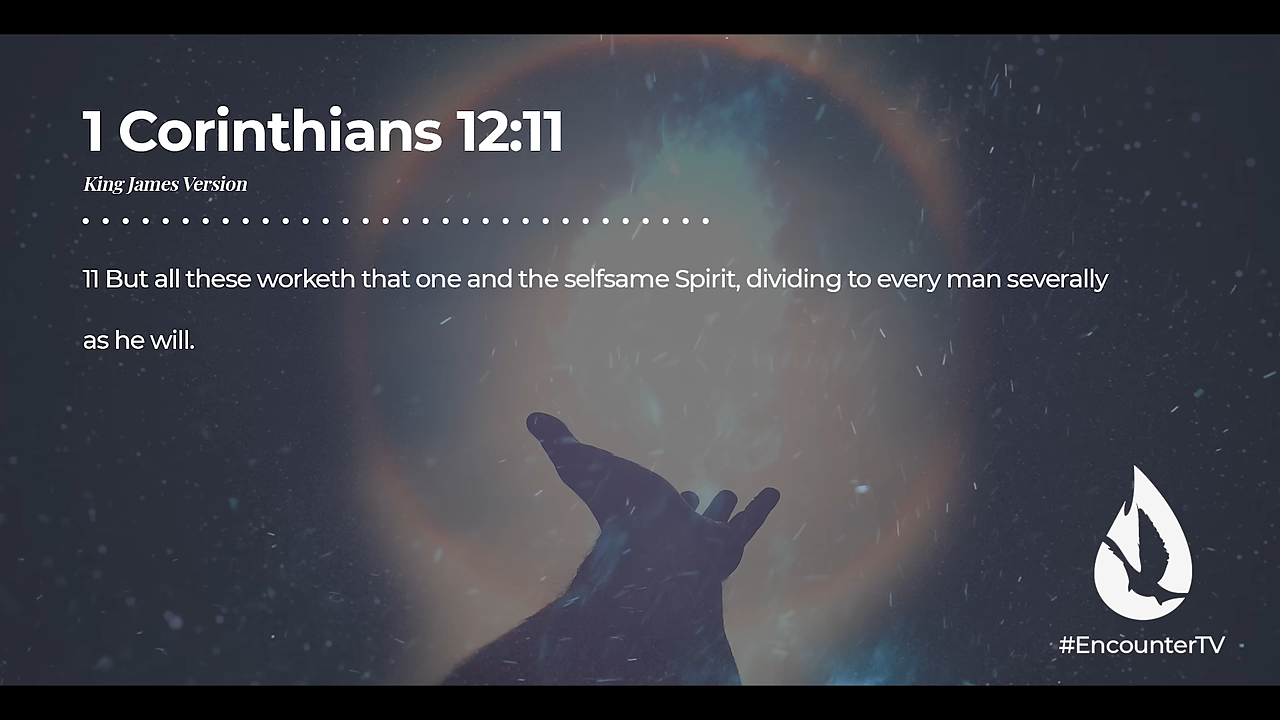 1 Corinthians 12:11
King James Version
11 But all these worketh that one and the selfsame Spirit, dividing to every man severally
as he will.
#EncounterTV